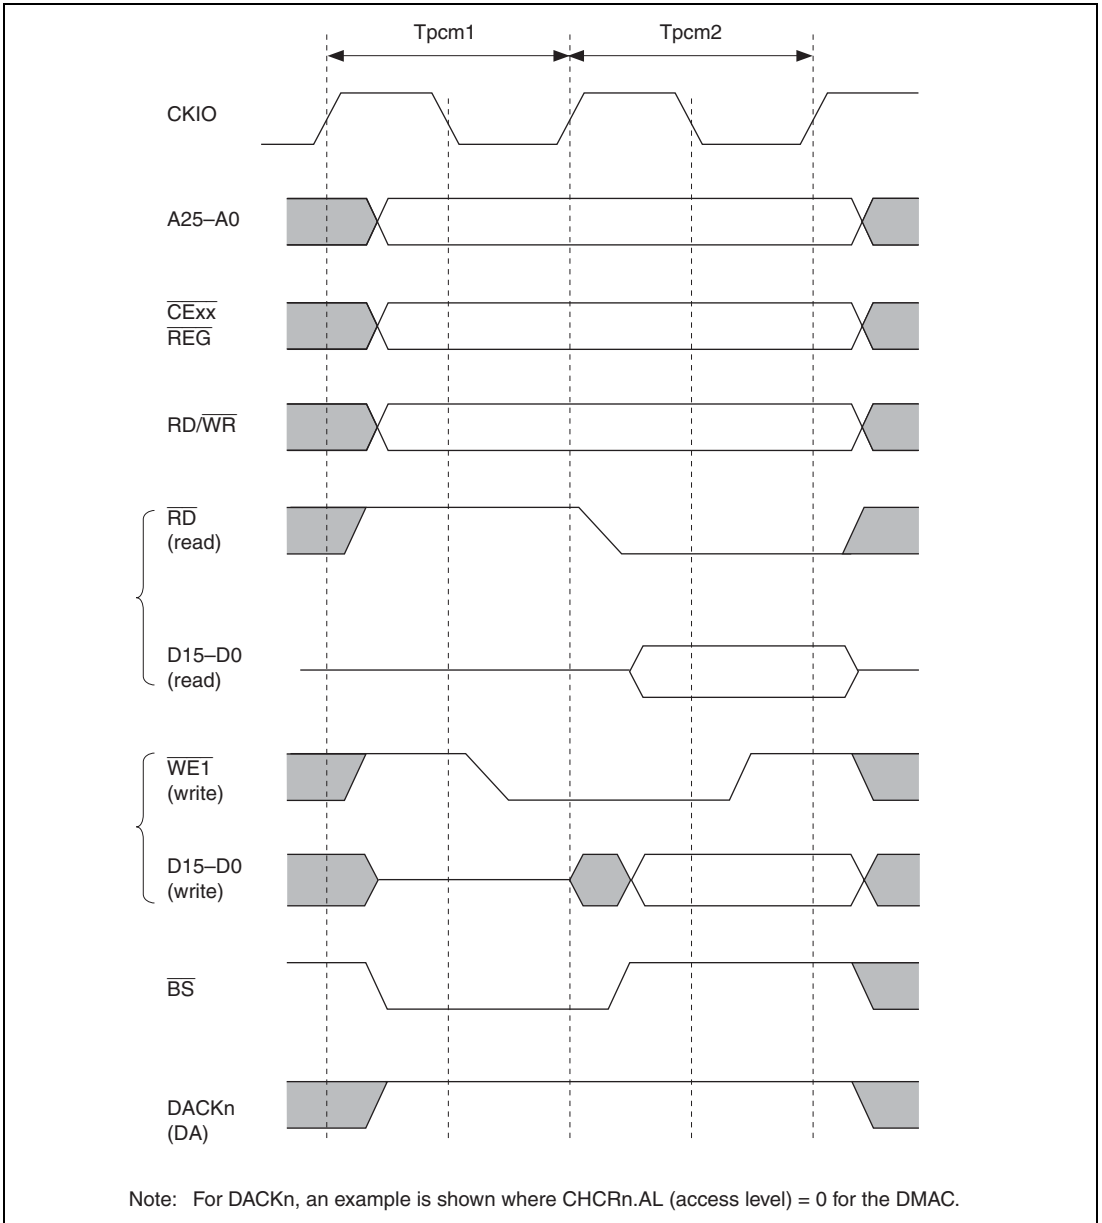 Tpcm1 Tpcm2
CKIO
A25–A0
CExx
REG
RD/WR
RD
(read)
D15–D0
(read)
WE1
(write)
D15–D0
(write)
BS
DACKn
(DA)
Note: For DACKn, an example is shown where CHCRn.AL (access level) = 0 for the DMAC.